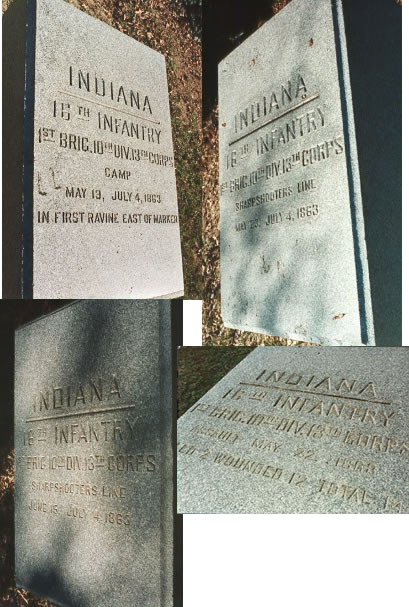 INDIANA
16TH INFANTRY
1ST BRIG. 10TH DIV. 13TH CORPS
CAMP
MAY 19, JULY 4, 1863
IN FIRST RAVINE EAST OF MARKER
INDIANA
16TH INFANTRY
1ST BRIG. 10TH DIV. 13TH CORPS
SHARPSHOOTERS LINE
MAY JULY 4, 1863
INDIANA
16TH INFANTRY
1ST BRIG. 10TH DIV. 13TH CORPS
SHARPSHOOTERS LINE
JUNE 15, JULY 4, 1863
INDIANA
16TH INFANTRY
1ST BRIG. 10TH DIV. 13TH CORPS
MAY 22, 1863
2 WOUNDED 12 TOTAL